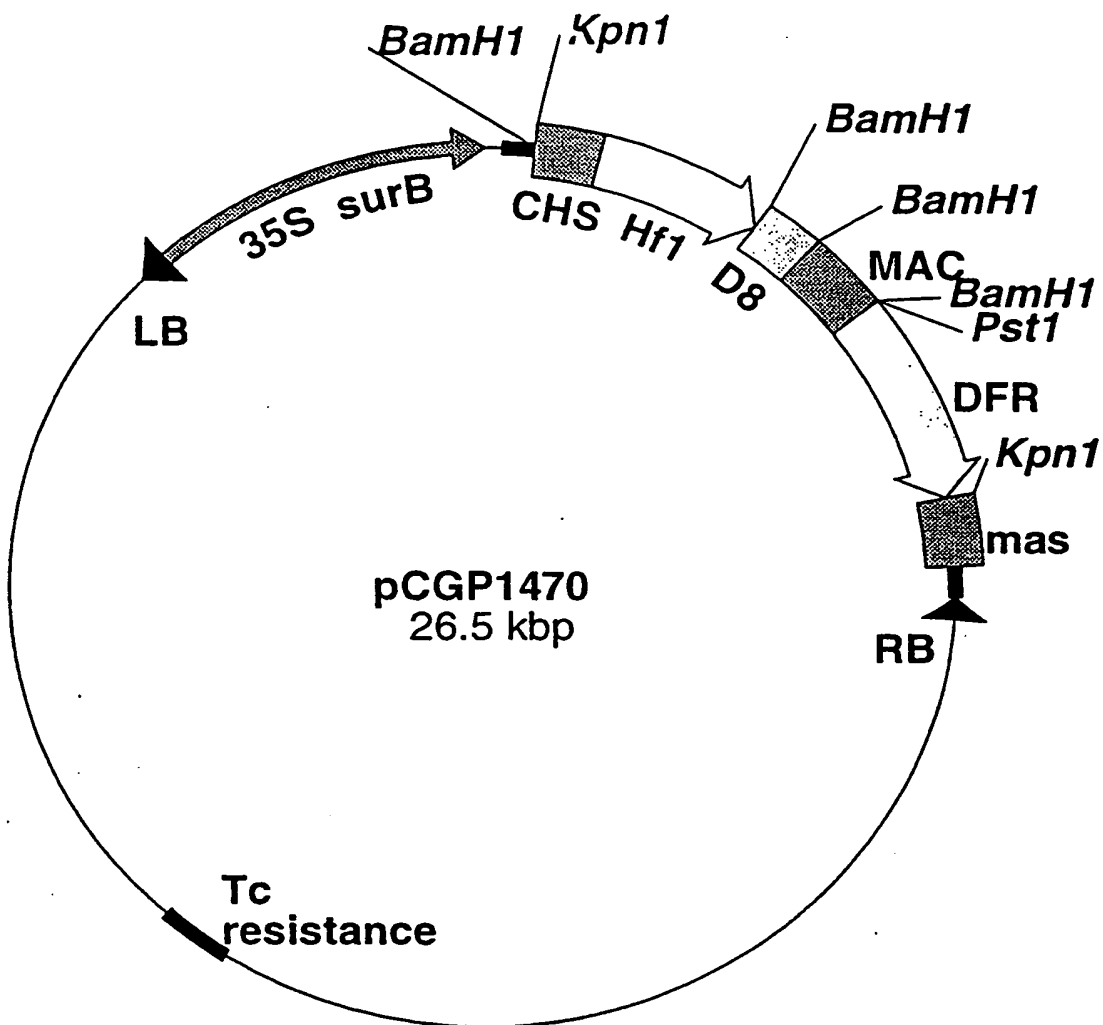 BamH1
Kpn1
BamH1
BamH1
35S surB
CHS Hf1
D8
MAC
BamH1
Pst1
LB
DFR
Kpn1
mas
pCGP1470
26.5 kbp
RB
Tc
resistance